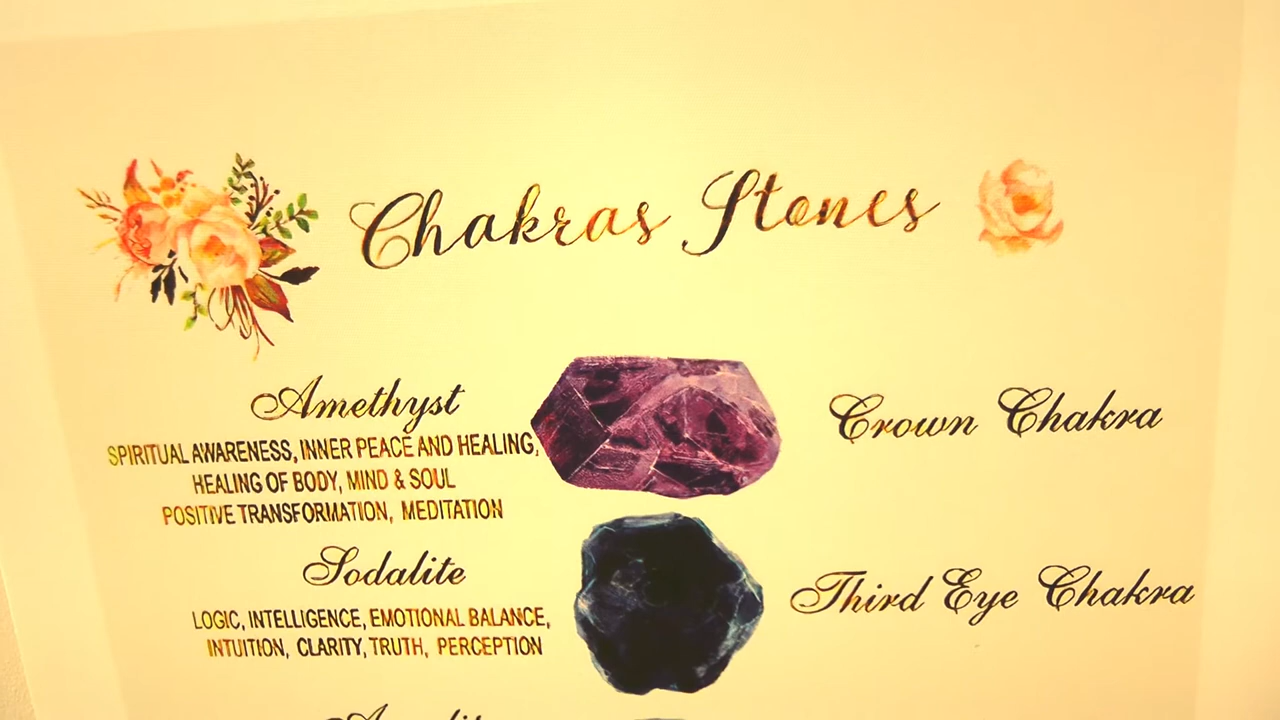 Chakras Stones
Amethyst
SPIRITUAL AWARENESS, INNER PEACE AND HEALING,
HEALING OF BODY, MIND & SOUL
POSITIVE TRANSFORMATION, MEDITATION
Crown Chakra
Sodalite
LOGIC, INTELLIGENCE, EMOTIONAL BALANCE,
INTUITION, CLARITY, TRUTH, PERCEPTION
Third Eye Chakra